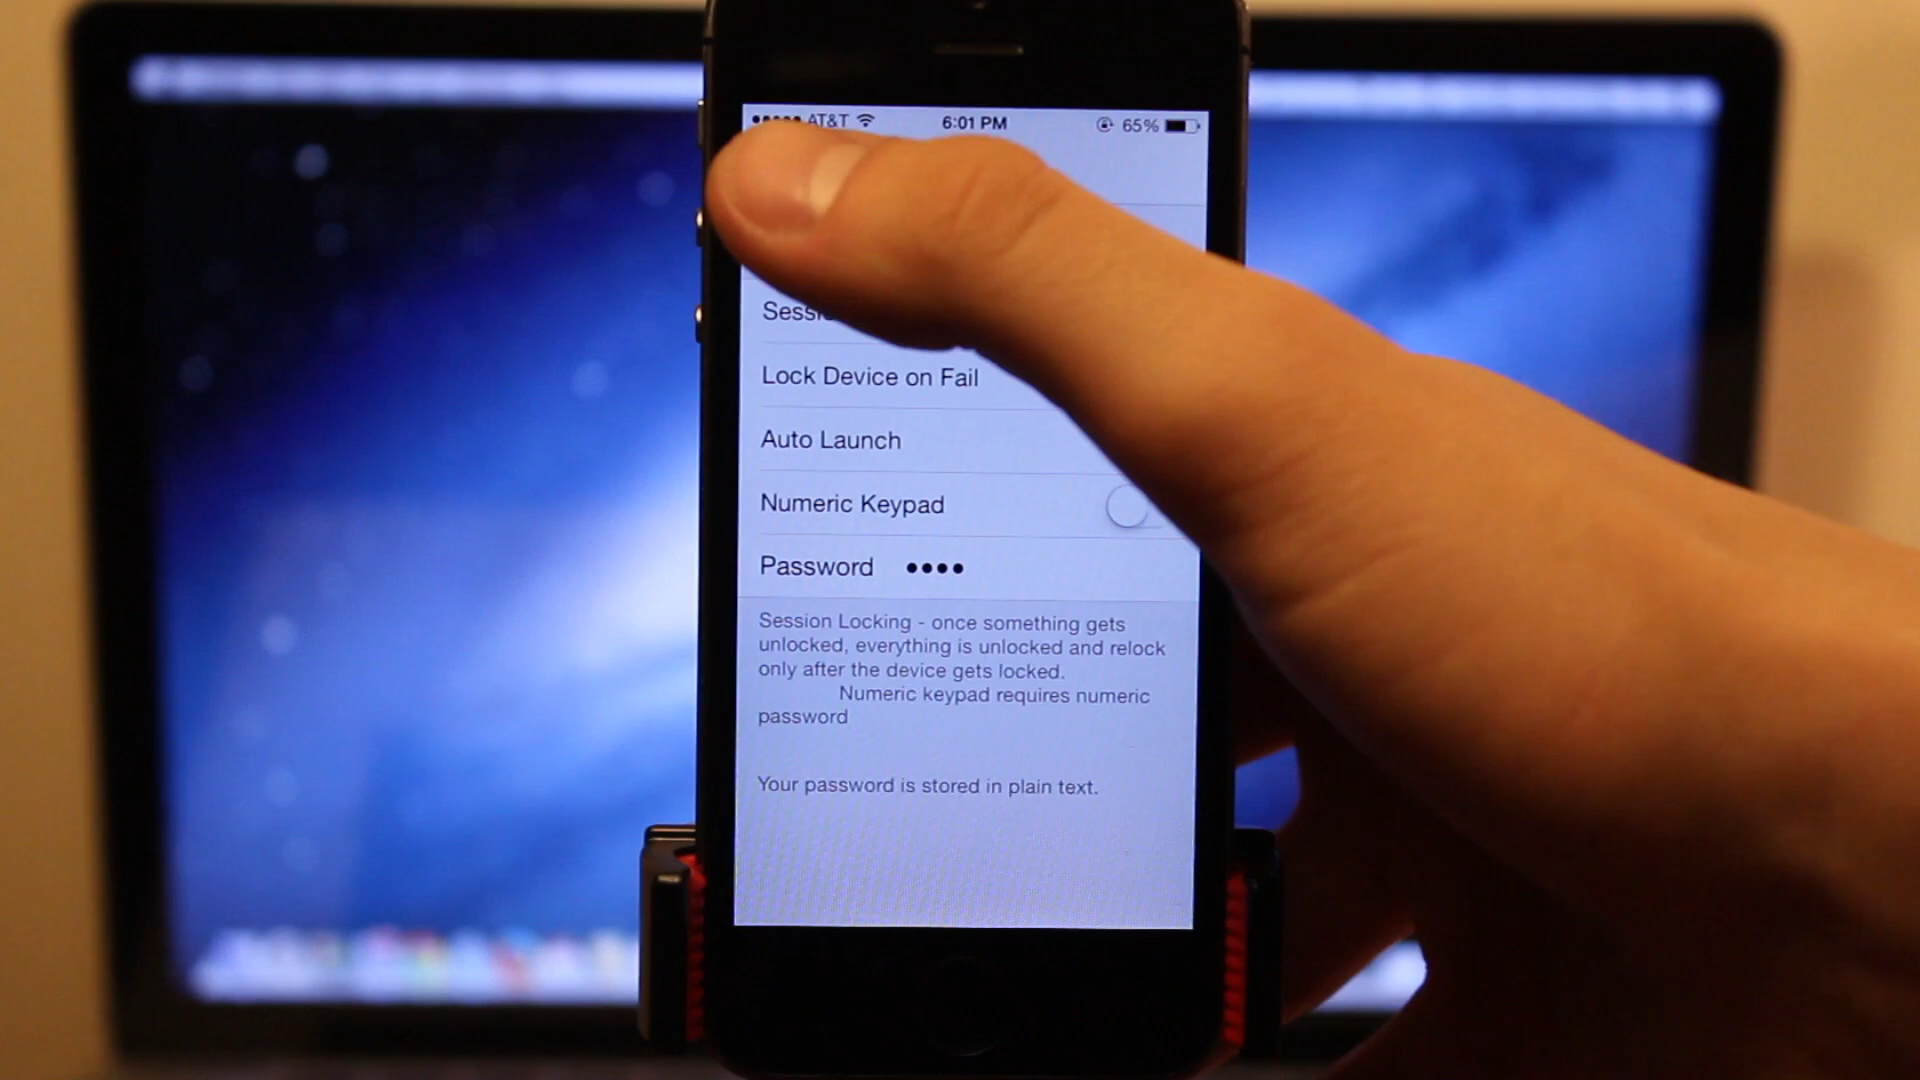 AT&T 6:01 PM 65%
Lock Device on Fail
Auto Launch
Numeric Keypad
Password ••••
Session Locking - once something gets
unlocked, everything is unlocked and relock
only after the device gets locked.
Numeric keypad requires numeric
password
Your password is stored in plain text.